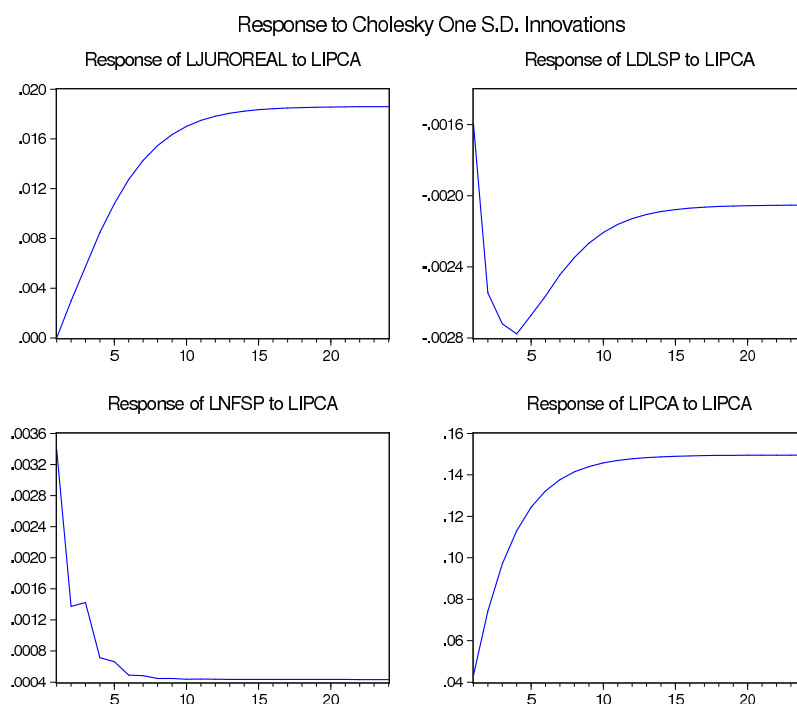 Response to Cholesky One S.D. Innovations
Response of LJUROREAL to LIPCA
.020
.016
.012
.008
.004
.000
5 10 15 20
Response of LDLSP to LIPCA
-.0016
-.0020
-.0024
-.0028
5 10 15 20
Response of LNFSP to LIPCA
.0036
.0032
.0028
.0024
.0020
.0016
.0012
.0008
.0004
5 10 15 20
Response of LIPCA to LIPCA
.16
.14
.12
.10
.08
.06
.04
5 10 15 20